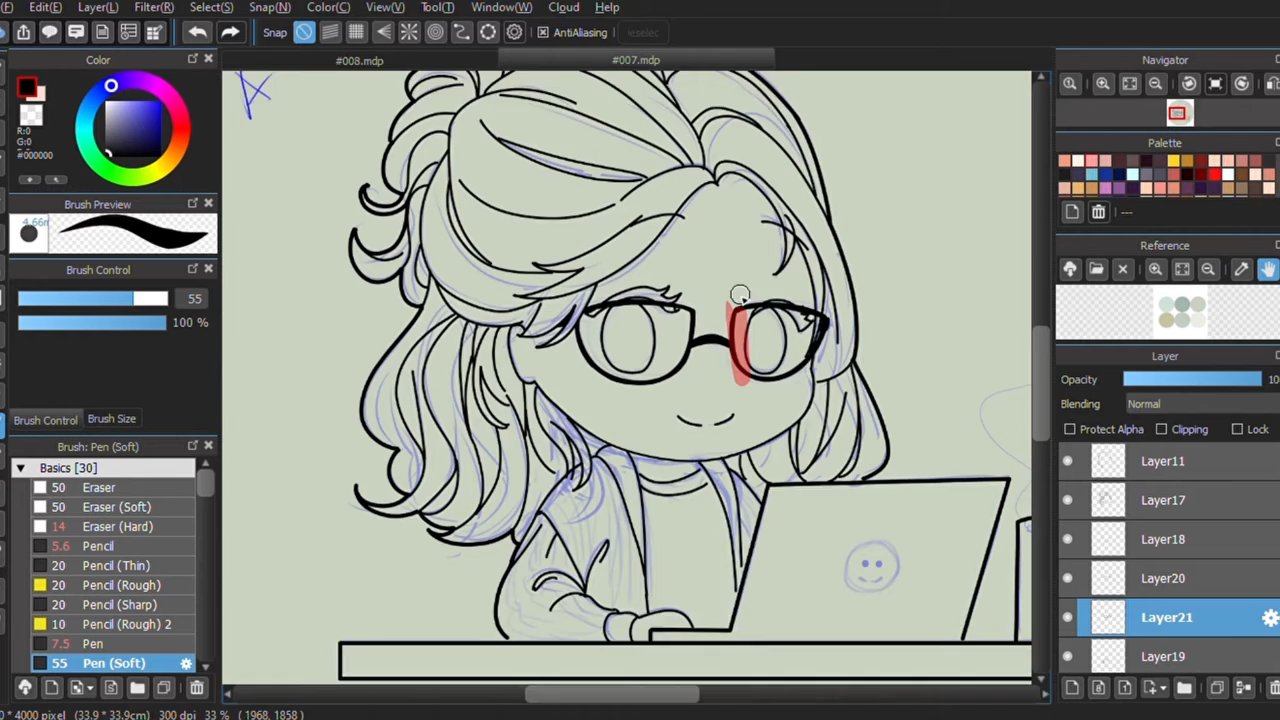 (F) Edit(E) Layer(L) Filter(R) Select(S) Snap(N) Color(C) View(V) Tool(T) Window(W) Cloud Help
Snap AntiAliasing reselec
Color
#008.mdp #007.mdp
R:0
G:0
#000000
Brush Preview
Brush Control
55
100 %
Brush Control Brush Size
Brush: Pen (Soft)
Basics [30]
50 Eraser
50 Eraser (Soft)
14 Eraser (Hard)
5.6 Pencil
20 Pencil (Thin)
20 Pencil (Rough)
20 Pencil (Sharp)
10 Pencil (Rough) 2
7.5 Pen
55 Pen (Soft)
* 4000 pixel (33.9 * 33.9cm) 300 dpi 33 % ( 1968, 1858 )
Navigator
Palette
---
Reference
Layer
Opacity 10
Blending Normal
Protect Alpha Clipping Lock
Layer11
Layer17
Layer18
Layer20
Layer21
Layer19